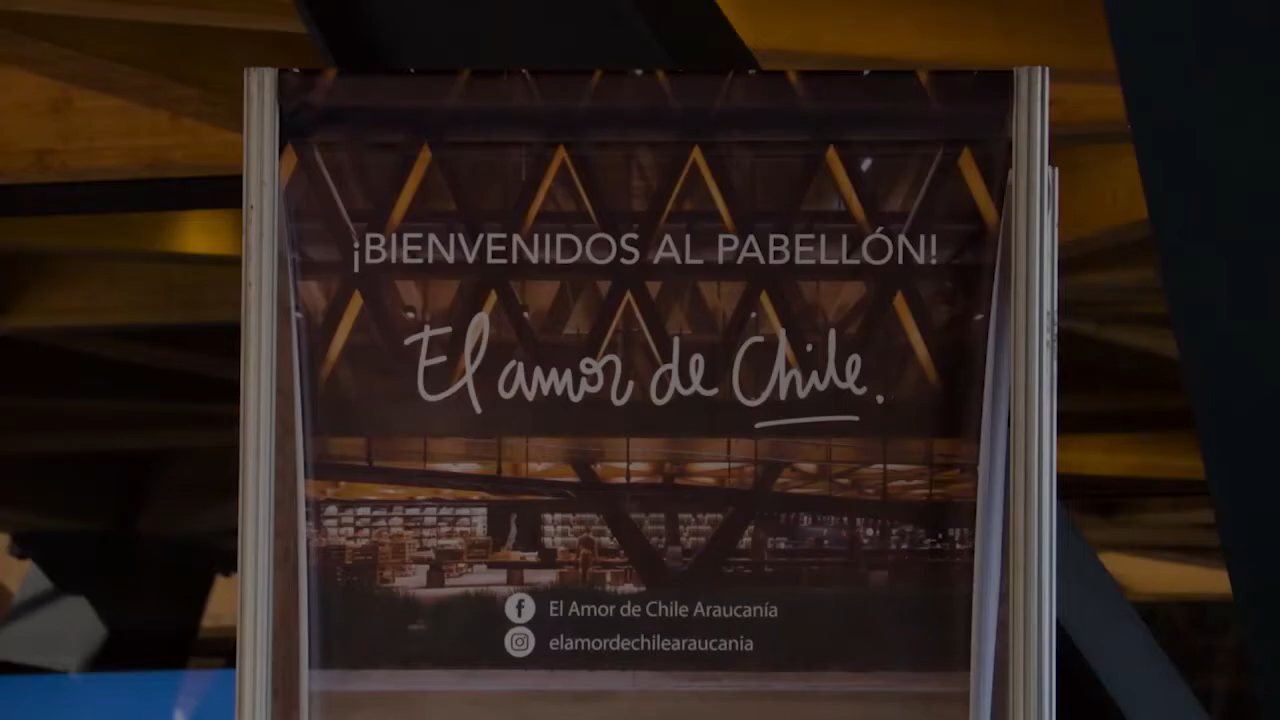 ¡BIENVENIDOS AL PABELLÓN!
El amor de Chile.
El Amor de Chile Araucanía
elamordechilearaucania